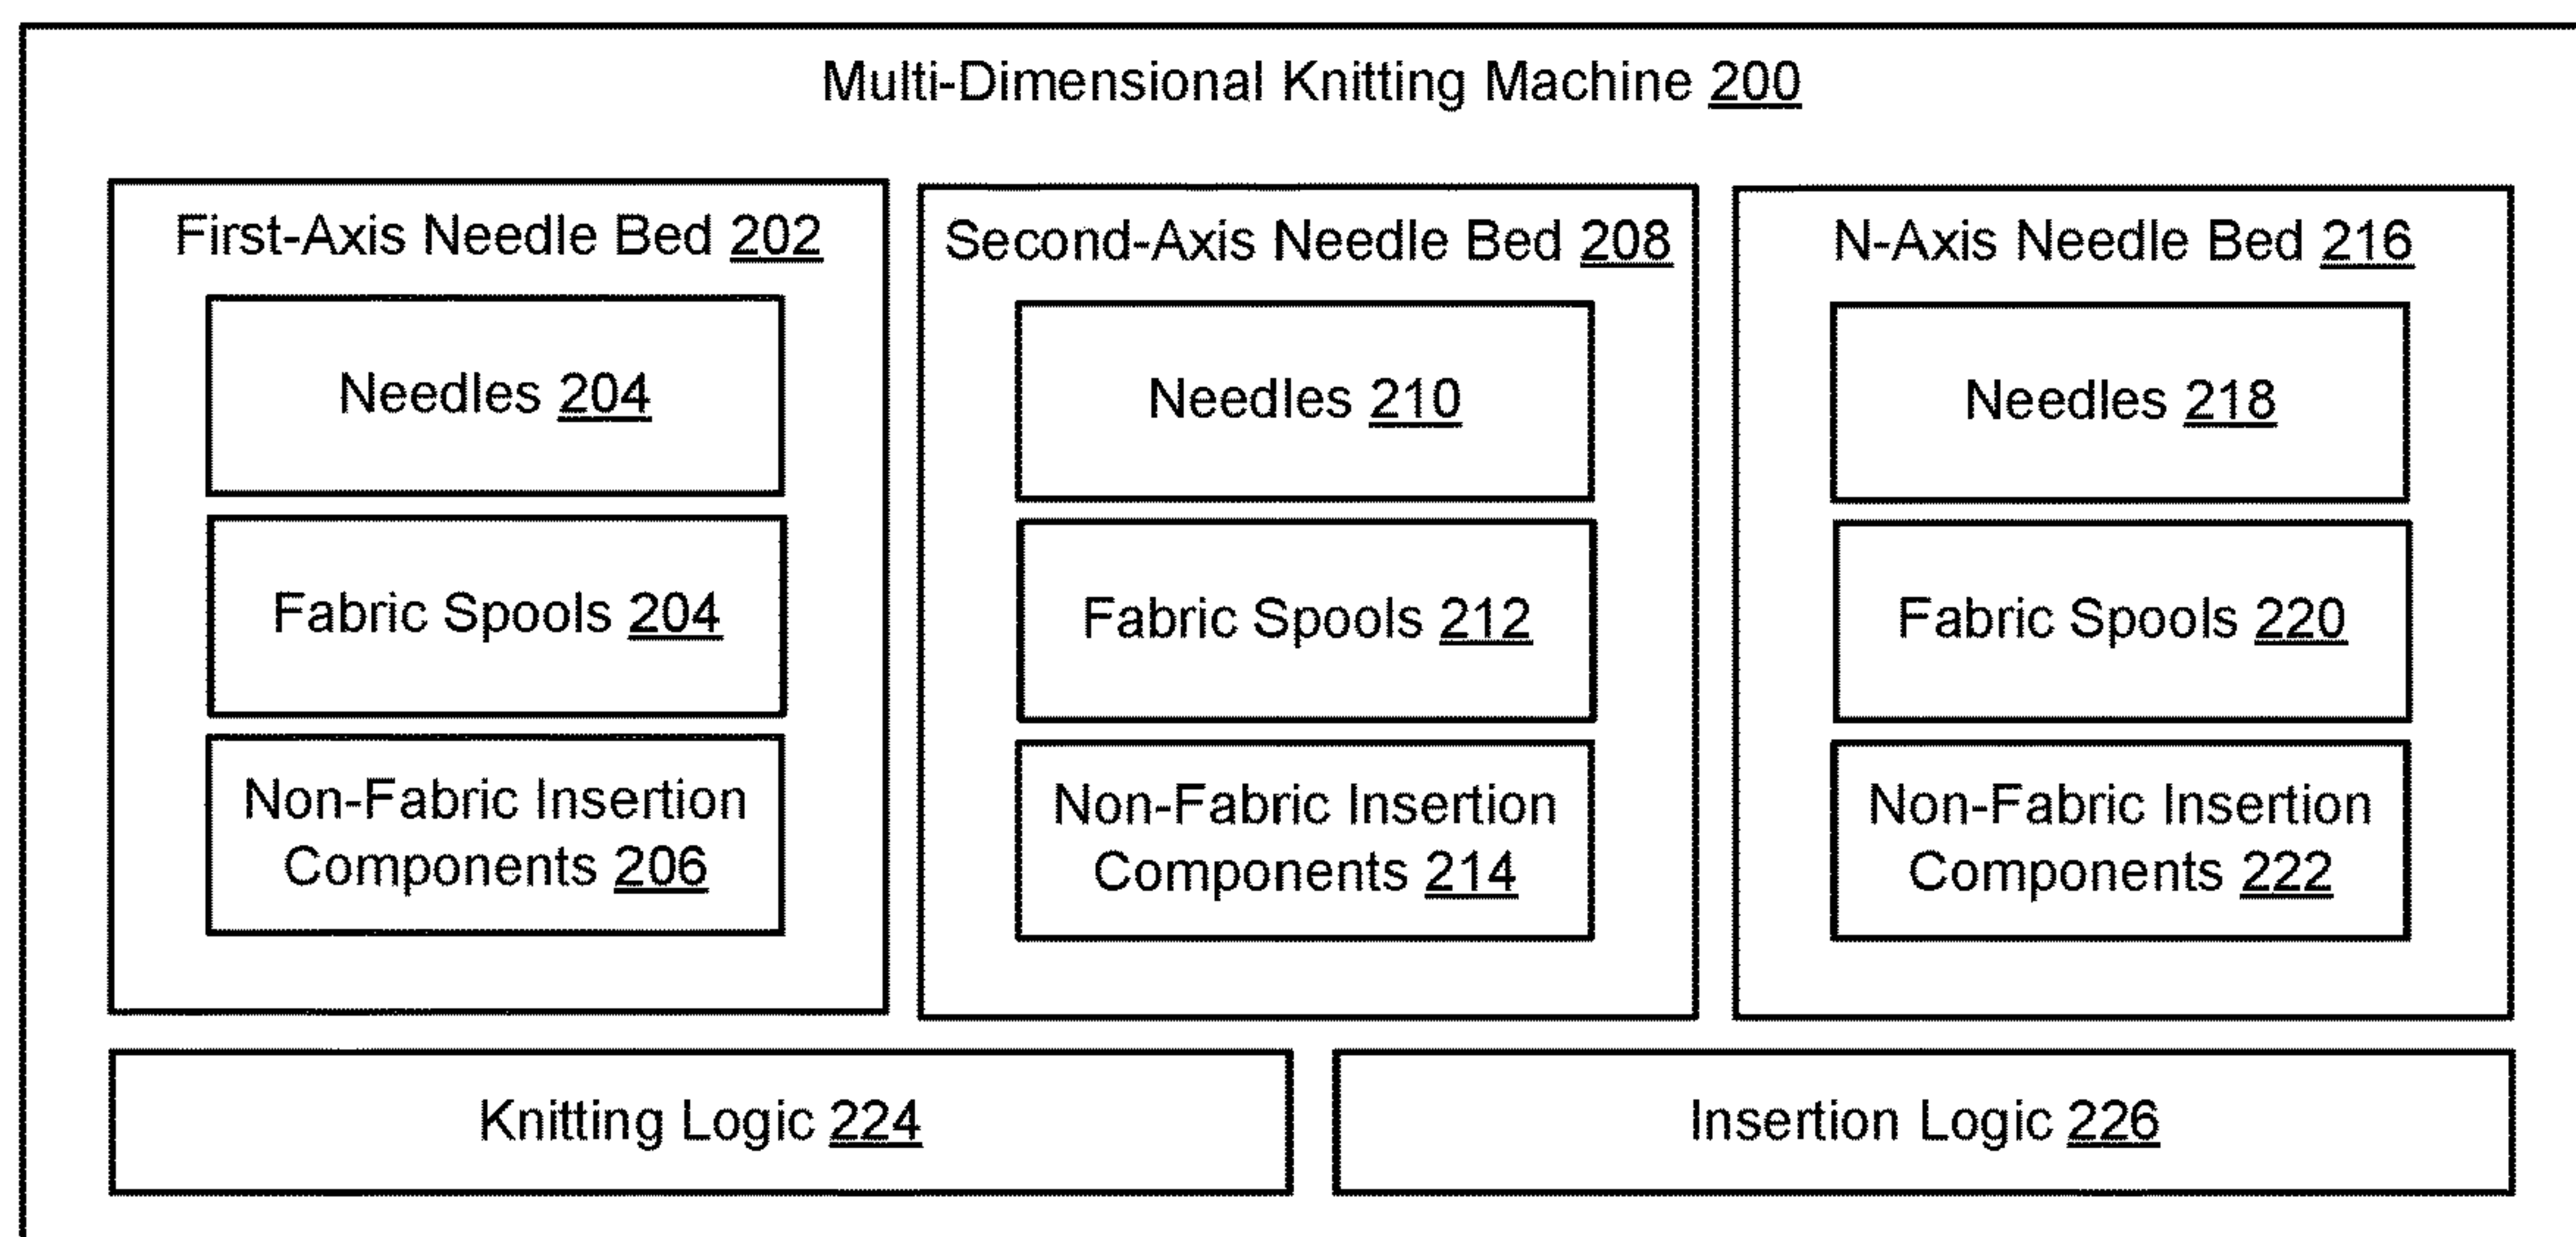 Multi-Dimensional Knitting Machine 200
First-Axis Needle Bed 202
Needles 204
Fabric Spools 204
Non-Fabric Insertion
Components 206
Second-Axis Needle Bed 208
Needles 210
Fabric Spools 212
Non-Fabric Insertion
Components 214
N-Axis Needle Bed 216
Needles 218
Fabric Spools 220
Non-Fabric Insertion
Components 222
Knitting Logic 224
Insertion Logic 226